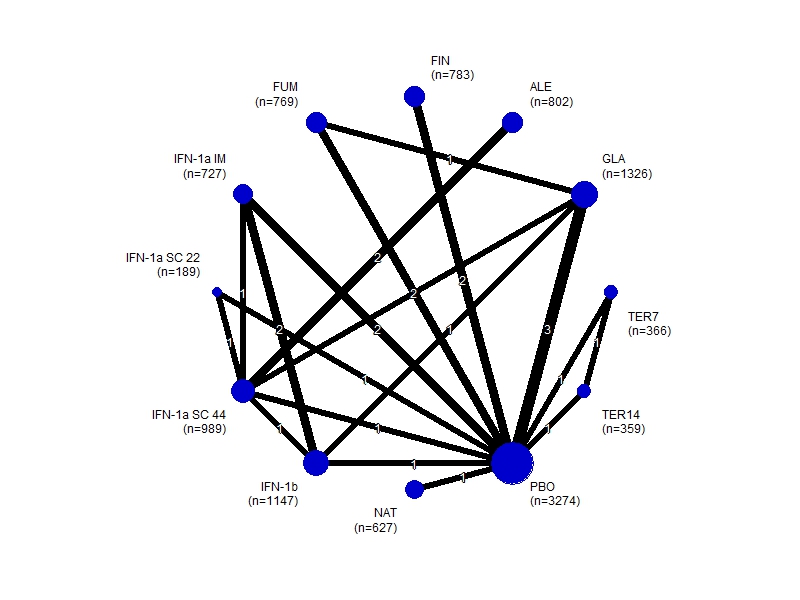 FIN
(n=783)
FUM
(n=769)
ALE
(n=802)
IFN-1a IM
(n=727)
1
GLA
(n=1326)
IFN-1a SC 22
(n=189)
2
2
1
2
TER7
(n=366)
1
2
2
1
3
1
1
1
1
IFN-1a SC 44
(n=989)
TER14
(n=359)
1
1
1
1
1
IFN-1b
(n=1147)
PBO
(n=3274)
NAT
(n=627)